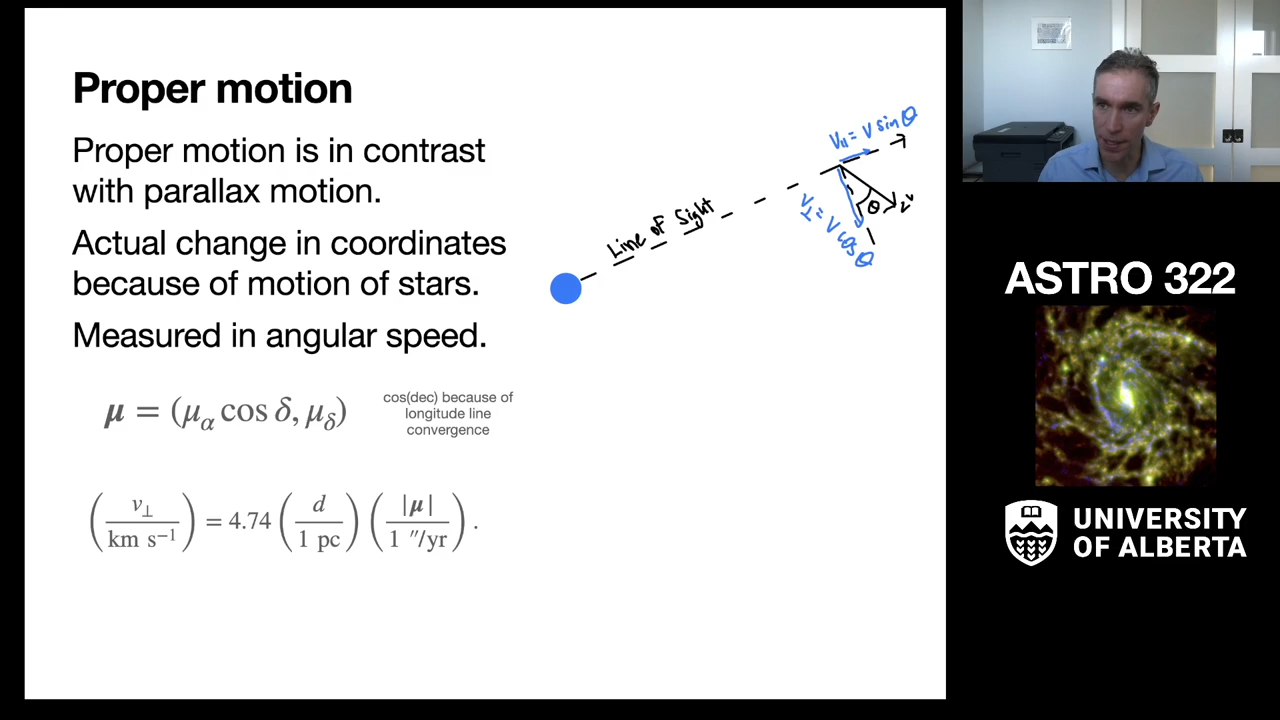 Proper motion
Proper motion is in contrast
with parallax motion.
Actual change in coordinates
because of motion of stars.
Measured in angular speed.
μ = (μα cos δ, μδ)
cos(dec) because of
longitude line
convergence
(v⊥ / km s⁻¹) = 4.74 (d / 1 pc) (|μ| / 1 ″/yr).
Line of Sight
V∥ = V sin θ
V⊥ = V cos θ
θ
ASTRO 322
UNIVERSITY
OF ALBERTA